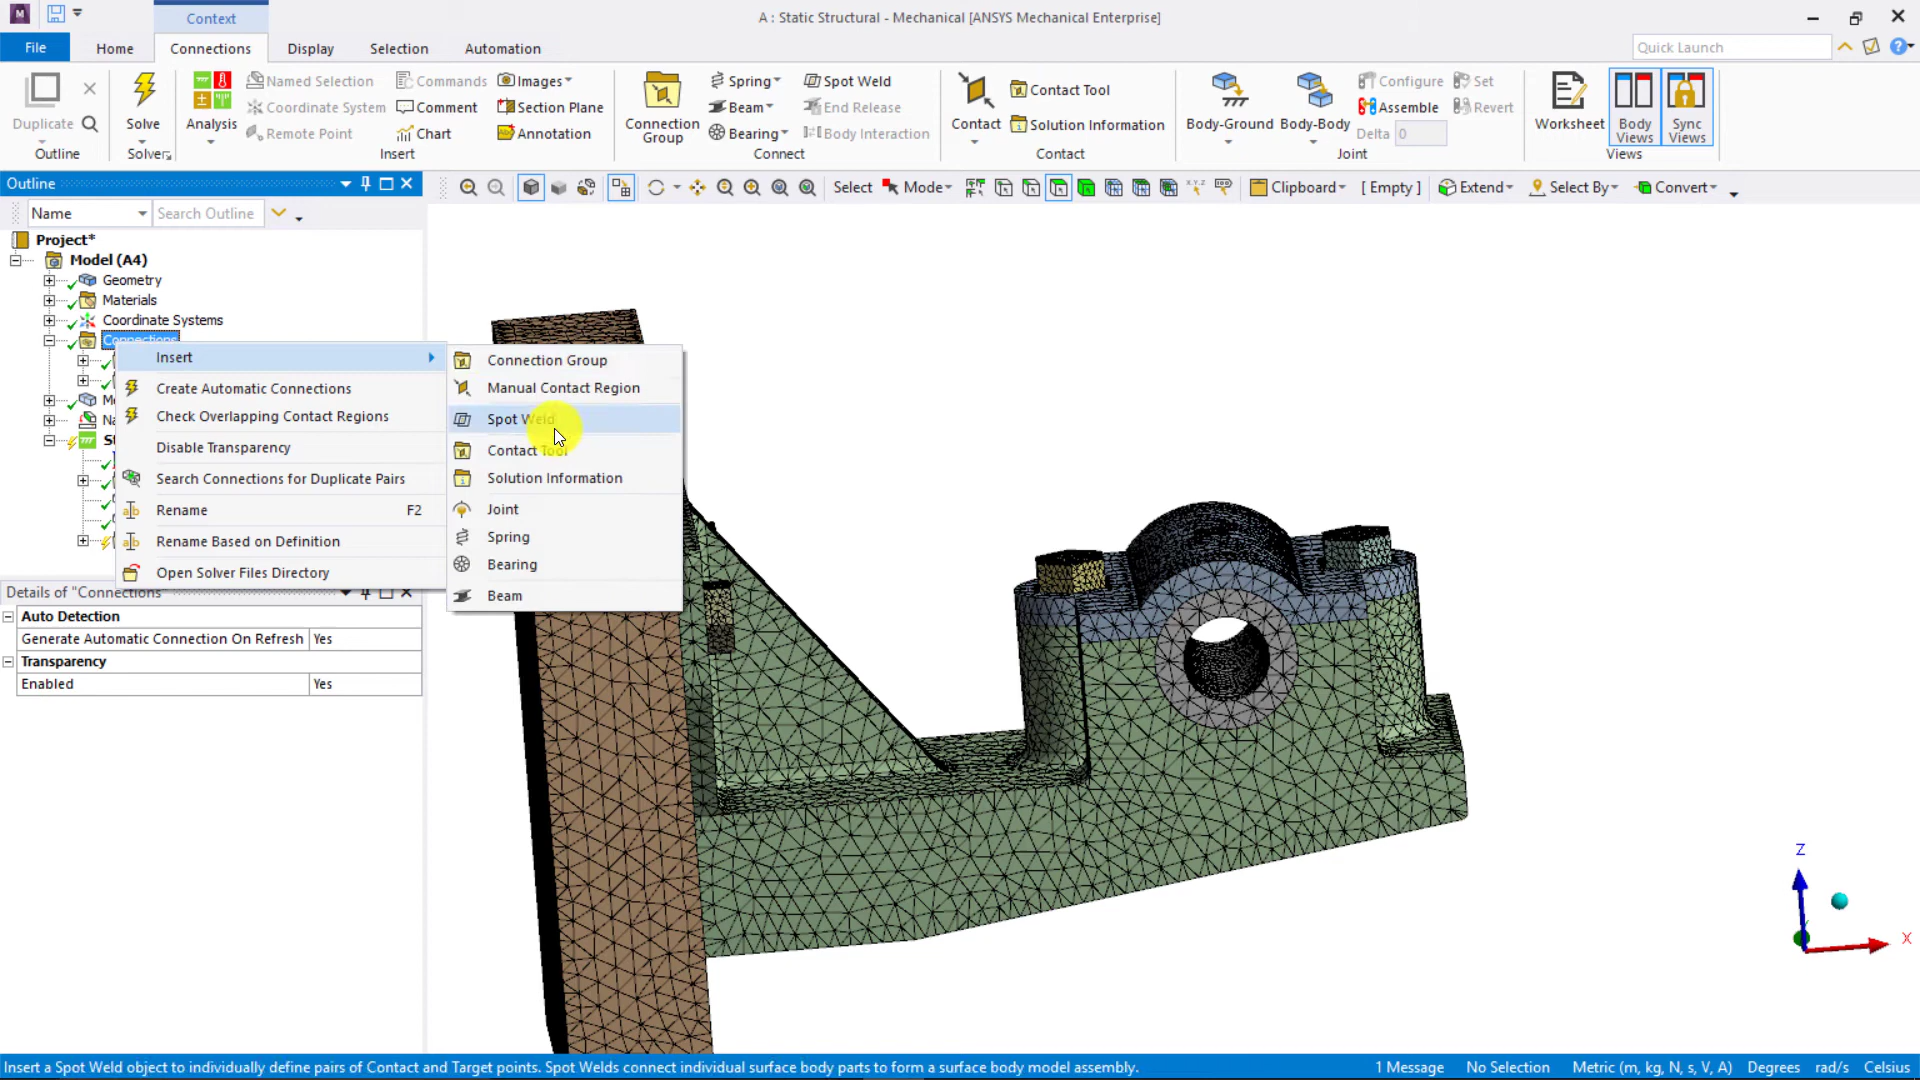 Context
A : Static Structural - Mechanical [ANSYS Mechanical Enterprise]
File Home Connections Display Selection Automation
Quick Launch
Duplicate
Outline
Solve
Solver
Analysis
Named Selection
Coordinate System
Remote Point
Commands
Comment
Chart
Images
Section Plane
Annotation
Insert
Connection Group
Spring
Beam
Bearing
Spot Weld
End Release
Body Interaction
Connect
Contact
Contact Tool
Solution Information
Contact
Body-Ground
Body-Body
Configure
Assemble
Delta 0
Set
Revert
Joint
Worksheet
Body Views
Sync Views
Views
Outline
Name Search Outline
Select Mode Clipboard [ Empty ] Extend Select By Convert
Project*
Model (A4)
Geometry
Materials
Coordinate Systems
Connections
Insert
Create Automatic Connections
Check Overlapping Contact Regions
Disable Transparency
Search Connections for Duplicate Pairs
Rename F2
Rename Based on Definition
Open Solver Files Directory
Connection Group
Manual Contact Region
Spot Weld
Contact Tool
Solution Information
Joint
Spring
Bearing
Beam
Details of "Connections"
Auto Detection
Generate Automatic Connection On Refresh Yes
Transparency
Enabled Yes
Z
X
Insert a Spot Weld object to individually define pairs of Contact and Target points. Spot Welds connect individual surface body parts to form a surface body model assembly. 1 Message No Selection Metric (m, kg, N, s, V, A) Degrees rad/s Celsius